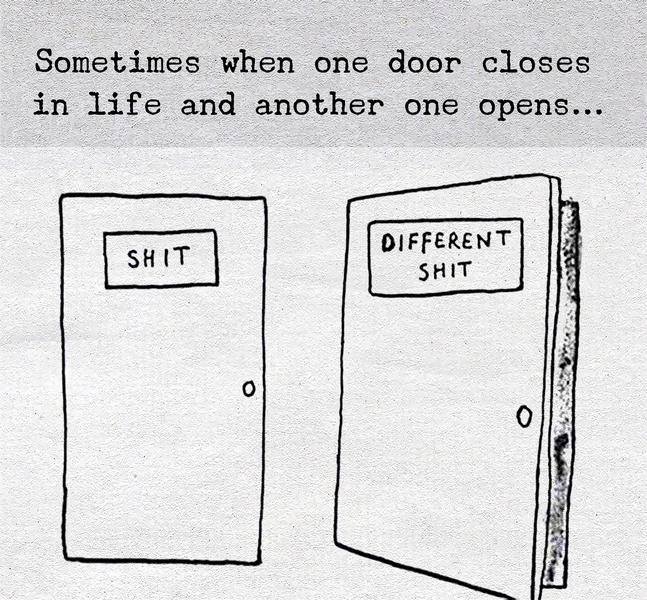 Sometimes when one door closes
in life and another one opens...
SHIT
DIFFERENT
SHIT